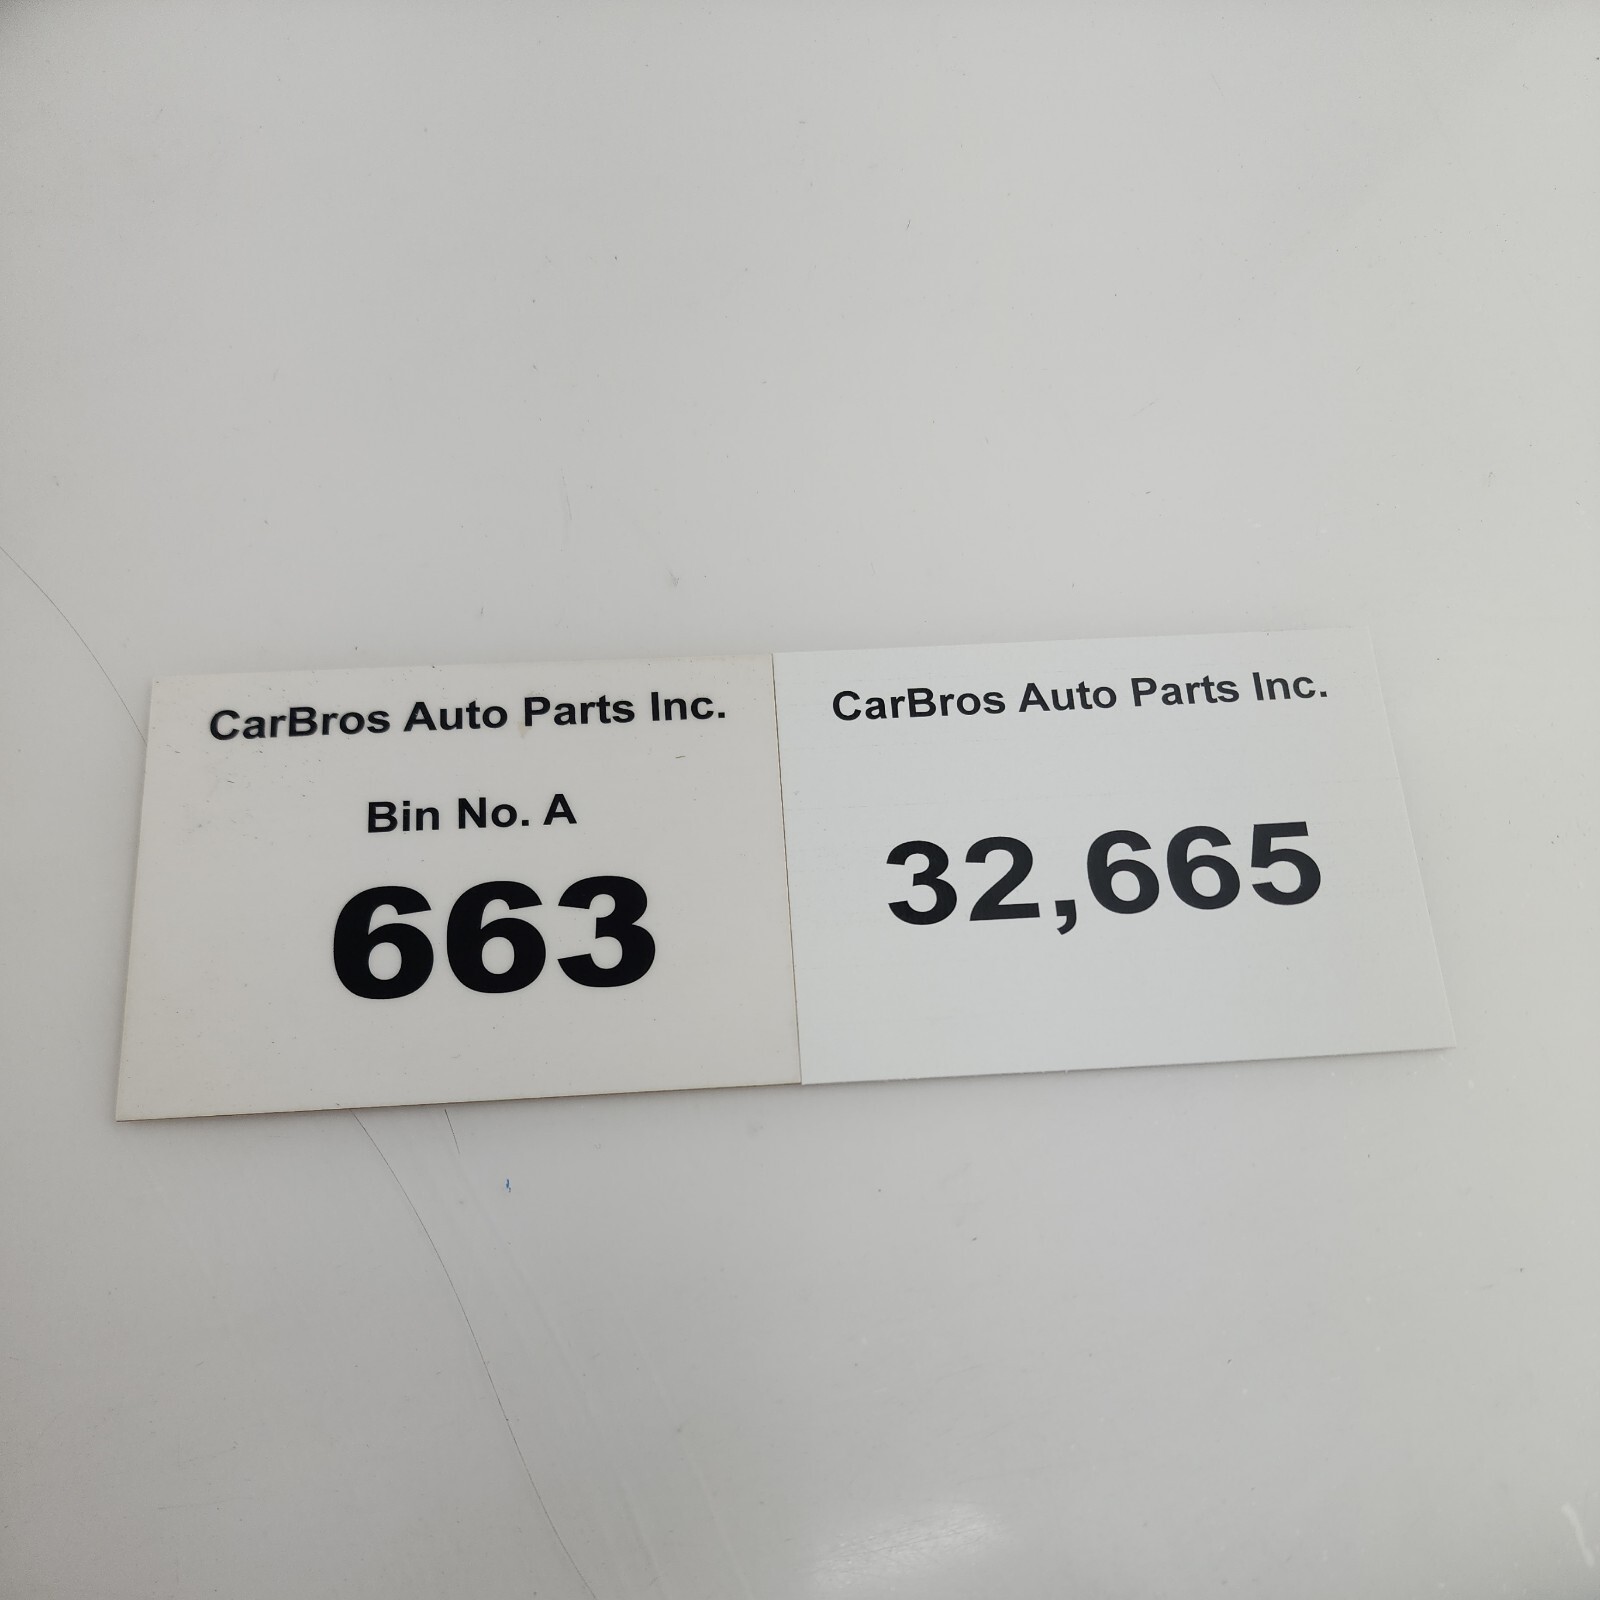 CarBros Auto Parts Inc.
Bin No. A
663
CarBros Auto Parts Inc.
32,665